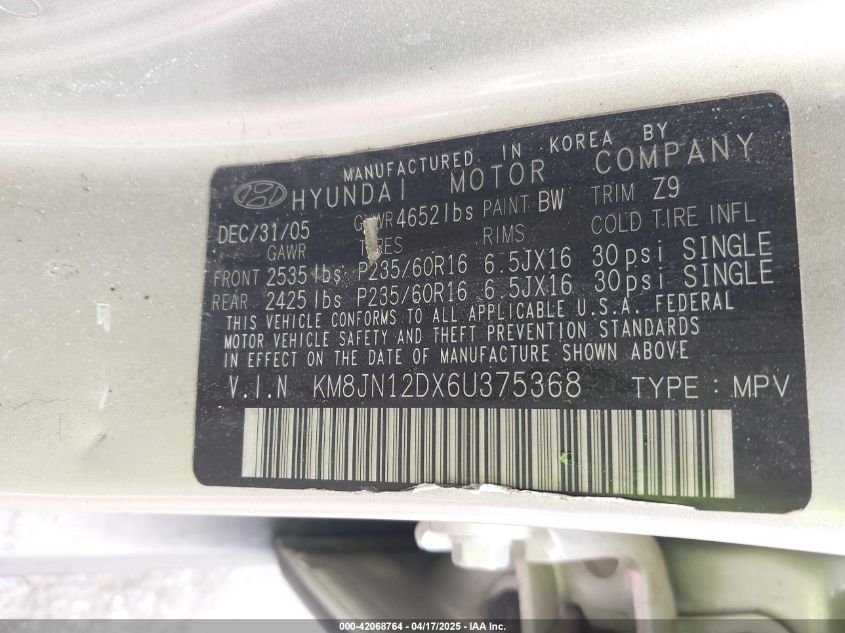 MANUFACTURED IN KOREA BY
HYUNDAI MOTOR COMPANY
DEC/31/05 GVWR 4652lbs PAINT BW TRIM Z9
GAWR RIMS COLD TIRE INFL
FRONT 2535lbs P235/60R16 6.5JX16 30psi SINGLE
REAR 2425lbs P235/60R16 6.5JX16 30psi SINGLE
THIS VEHICLE CONFORMS TO ALL APPLICABLE U.S.A. FEDERAL
MOTOR VEHICLE SAFETY AND THEFT PREVENTION STANDARDS
IN EFFECT ON THE DATE OF MANUFACTURE SHOWN ABOVE
V.I.N KM8JN12DX6U375368 TYPE : MPV
000-42068764 - 04/17/2025 - IAA Inc.